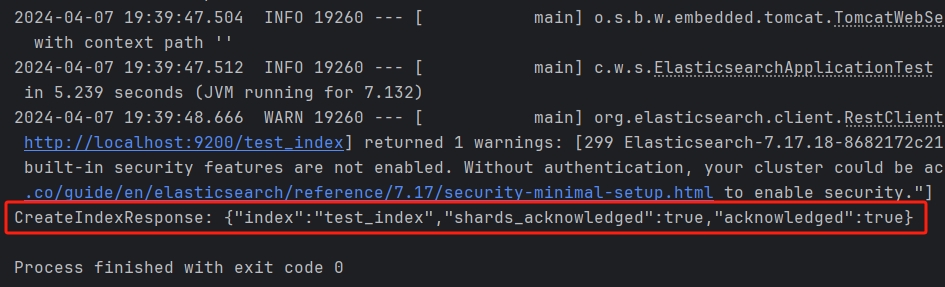 2024-04-07 19:39:47.504  INFO 19260 --- [           main] o.s.b.w.embedded.tomcat.TomcatWebSe
  with context path ''
2024-04-07 19:39:47.512  INFO 19260 --- [           main] c.w.s.ElasticsearchApplicationTest
 in 5.239 seconds (JVM running for 7.132)
2024-04-07 19:39:48.666  WARN 19260 --- [           main] org.elasticsearch.client.RestClient
 http://localhost:9200/test_index] returned 1 warnings: [299 Elasticsearch-7.17.18-8682172c21
 built-in security features are not enabled. Without authentication, your cluster could be ac
 .co/guide/en/elasticsearch/reference/7.17/security-minimal-setup.html to enable security."]
CreateIndexResponse: {"index":"test_index","shards_acknowledged":true,"acknowledged":true}
Process finished with exit code 0